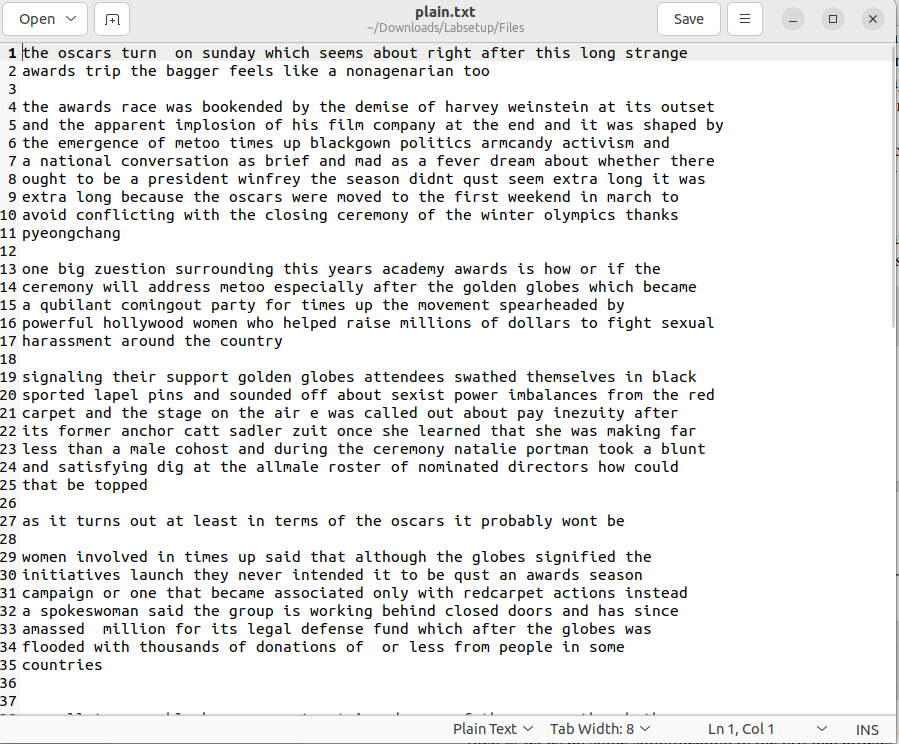 Open
plain.txt
~/Downloads/Labsetup/Files
Save
1 the oscars turn  on sunday which seems about right after this long strange
2 awards trip the bagger feels like a nonagenarian too
3
4 the awards race was bookended by the demise of harvey weinstein at its outset
5 and the apparent implosion of his film company at the end and it was shaped by
6 the emergence of metoo times up blackgown politics armcandy activism and
7 a national conversation as brief and mad as a fever dream about whether there
8 ought to be a president winfrey the season didnt qust seem extra long it was
9 extra long because the oscars were moved to the first weekend in march to
10 avoid conflicting with the closing ceremony of the winter olympics thanks
11 pyeongchang
12
13 one big zuestion surrounding this years academy awards is how or if the
14 ceremony will address metoo especially after the golden globes which became
15 a qubilant comingout party for times up the movement spearheaded by
16 powerful hollywood women who helped raise millions of dollars to fight sexual
17 harassment around the country
18
19 signaling their support golden globes attendees swathed themselves in black
20 sported lapel pins and sounded off about sexist power imbalances from the red
21 carpet and the stage on the air e was called out about pay inezuity after
22 its former anchor catt sadler zuit once she learned that she was making far
23 less than a male cohost and during the ceremony natalie portman took a blunt
24 and satisfying dig at the allmale roster of nominated directors how could
25 that be topped
26
27 as it turns out at least in terms of the oscars it probably wont be
28
29 women involved in times up said that although the globes signified the
30 initiatives launch they never intended it to be qust an awards season
31 campaign or one that became associated only with redcarpet actions instead
32 a spokeswoman said the group is working behind closed doors and has since
33 amassed  million for its legal defense fund which after the globes was
34 flooded with thousands of donations of  or less from people in some
35 countries
36
37
Plain Text
Tab Width: 8
Ln 1, Col 1
INS